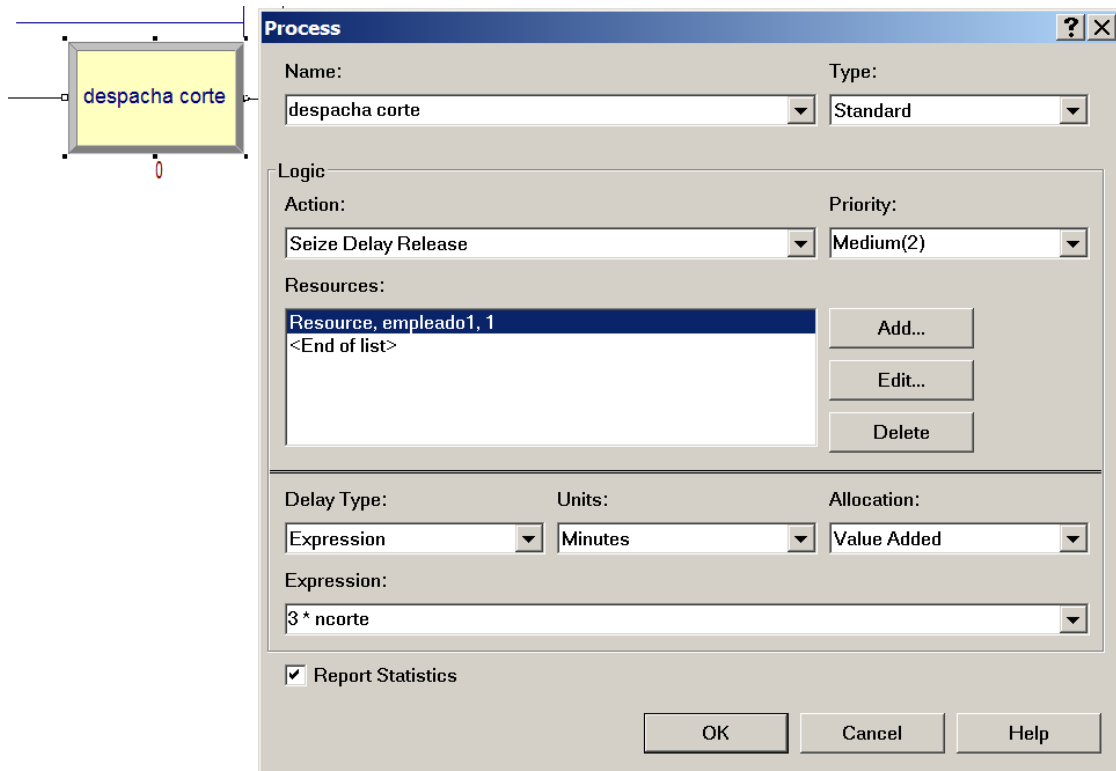 despacha corte
0
Process
? X
Name:
Type:
despacha corte
Standard
Logic
Action:
Priority:
Seize Delay Release
Medium(2)
Resources:
Resource, empleado1, 1
<End of list>
Add...
Edit...
Delete
Delay Type:
Units:
Allocation:
Expression
Minutes
Value Added
Expression:
3 * ncorte
Report Statistics
OK
Cancel
Help